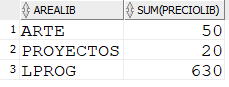 AREALIB SUM(PRECIOLIB)
1 ARTE 50
2 PROYECTOS 20
3 LPROG 630